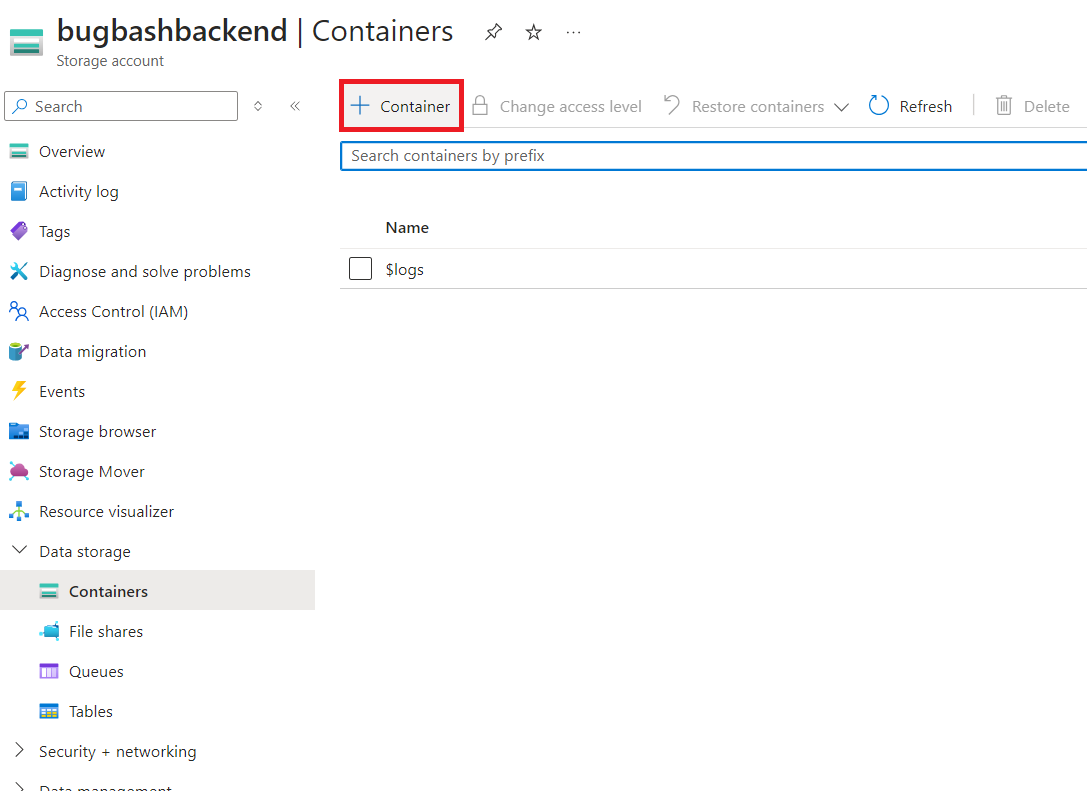 bugbashbackend | Containers
Storage account
Search
Container
Change access level
Restore containers
Refresh
Delete
Search containers by prefix
Name
$logs
Overview
Activity log
Tags
Diagnose and solve problems
Access Control (IAM)
Data migration
Events
Storage browser
Storage Mover
Resource visualizer
Data storage
Containers
File shares
Queues
Tables
Security + networking
Data management